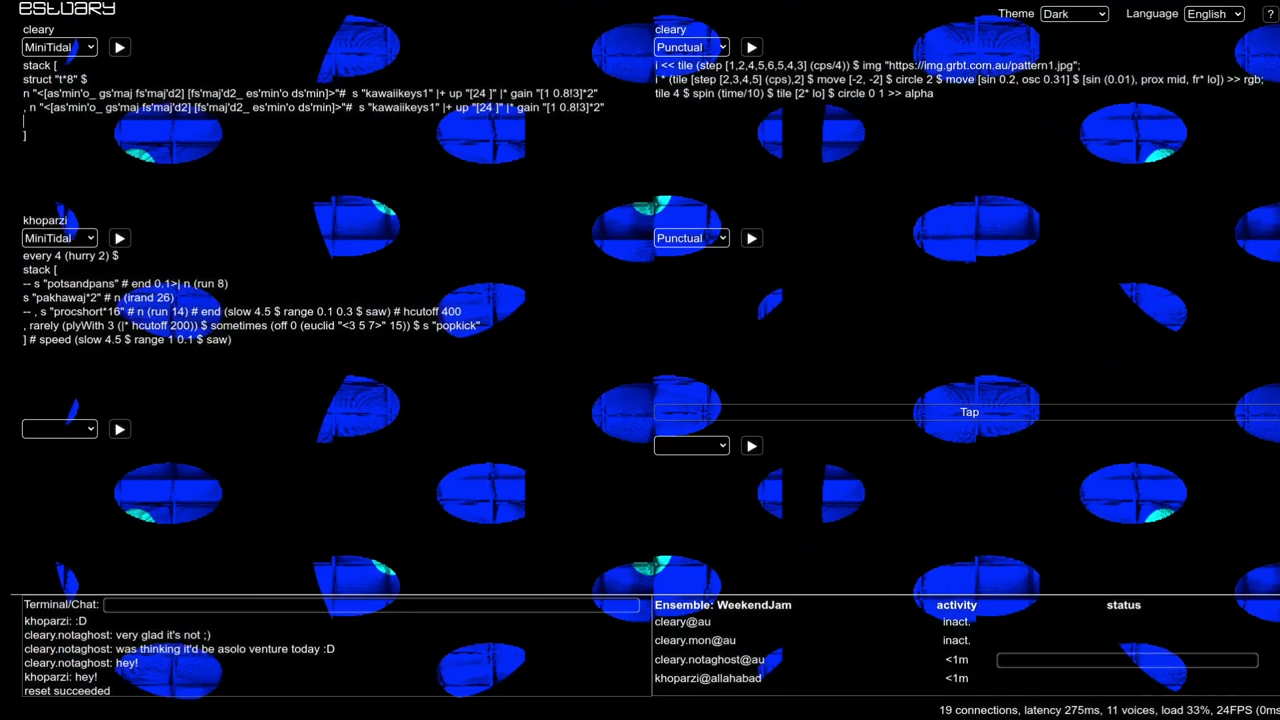 estuary
Theme Dark Language English ?
cleary
MiniTidal
stack [
struct "t*8" $
n "<[as'min'o_ gs'maj fs'maj'd2] [fs'maj'd2_ es'min'o ds'min]>"# s "kawaiikeys1" |+ up "[24 ]" |* gain "[1 0.8!3]*2"
, n "<[as'min'o_ gs'maj fs'maj'd2] [fs'maj'd2_ es'min'o ds'min]>"# s "kawaiikeys1" |+ up "[24 ]" |* gain "[1 0.8!3]*2"
]
cleary
Punctual
i << tile (step [1,2,4,5,6,5,4,3] (cps/4)) $ img "https://img.grbt.com.au/pattern1.jpg";
i * (tile [step [2,3,4,5] (cps),2] $ move [-2, -2] $ circle 2 $ move [sin 0.2, osc 0.31] $ [sin (0.01), prox mid, fr* lo]) >> rgb;
tile 4 $ spin (time/10) $ tile [2* lo] $ circle 0 1 >> alpha
khoparzi
MiniTidal
every 4 (hurry 2) $
stack [
-- s "potsandpans" # end 0.1>| n (run 8)
s "pakhawaj*2" # n (irand 26)
-- , s "procshort*16" # n (run 14) # end (slow 4.5 $ range 0.1 0.3 $ saw) # hcutoff 400
, rarely (plyWith 3 (|* hcutoff 200)) $ sometimes (off 0 (euclid "<3 5 7>" 15)) $ s "popkick"
] # speed (slow 4.5 $ range 1 0.1 $ saw)
Punctual
Tap
Terminal/Chat:
khoparzi: :D
cleary.notaghost: very glad it's not ;)
cleary.notaghost: was thinking it'd be asolo venture today :D
cleary.notaghost: hey!
khoparzi: hey!
reset succeeded
Ensemble: WeekendJam activity status
cleary@au inact.
cleary.mon@au inact.
cleary.notaghost@au <1m
khoparzi@allahabad <1m
19 connections, latency 275ms, 11 voices, load 33%, 24FPS (0ms